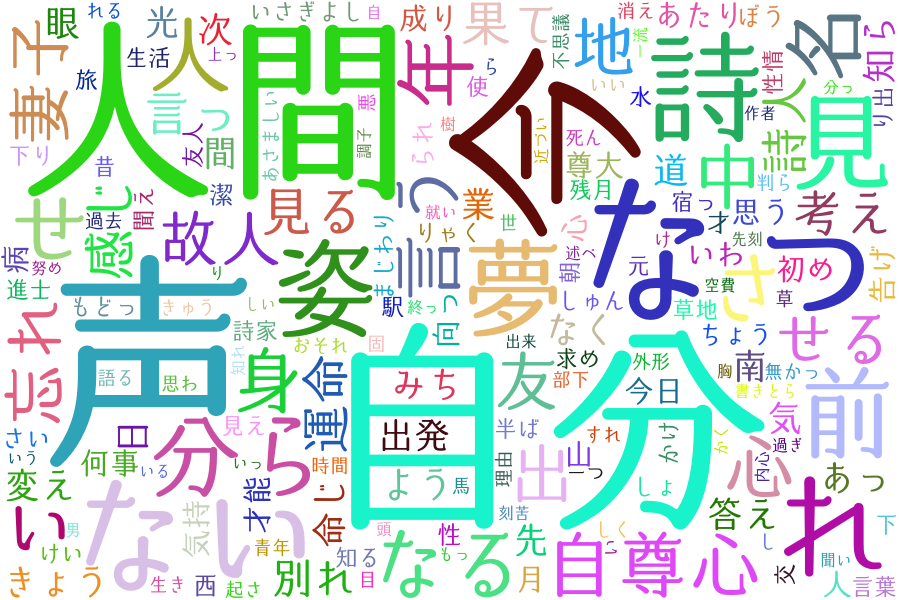 人間
自分
今
声
なっ
人
ない
分ら
夢
姿
詩
見
名
言う
前
れ
なる
自尊心
身
友
運命
出発
みち
よう
故人
見る
年
地
中
道
詩人
考え
思う
初め
さ
せる
せ
感じ
妻子
眼
光
次
成り
果て
いさぎよし
れる
自
生活
上っ
旅
言っ
間
友人
あさましい
調子
悪
下り
昔
潔
聞え
過去
病
努め
進士
忘れ
もどっ
きゅう
しい
詩家
おそれ
知れ
語る
思わ
日
見え
さい
いう
変え
何事
いる
いっ
時間
い
男
けい
きょう
生き
西
起さ
才能
気持
青年
命じ
別れ
目
頭
知る
性
もっ
先
月
出
半ば
理由
刻苦
山
一つ
すれ
しょ
かけ
心
しく
かく
答え
あっ
気
過ぎ
内心
交
し
聞い
人
言葉
下
南
胸
無かっ
書きとら
ちょう
今日
外形
求め
部下
出来
なく
しゅん
草地
草
空費
告げ
先刻
いわ
け
元
朝
述べ
心
世
業
りゃく
就い
られ
樹
使
ら
不思議
消え
一流
あたり
ぼう
いい
水
死ん
近づい
尊大
残月
宿っ
才
判ら
作者
性情
分っ
り
出
知ら
まじわり
駅
終っ
向っ
馬
固